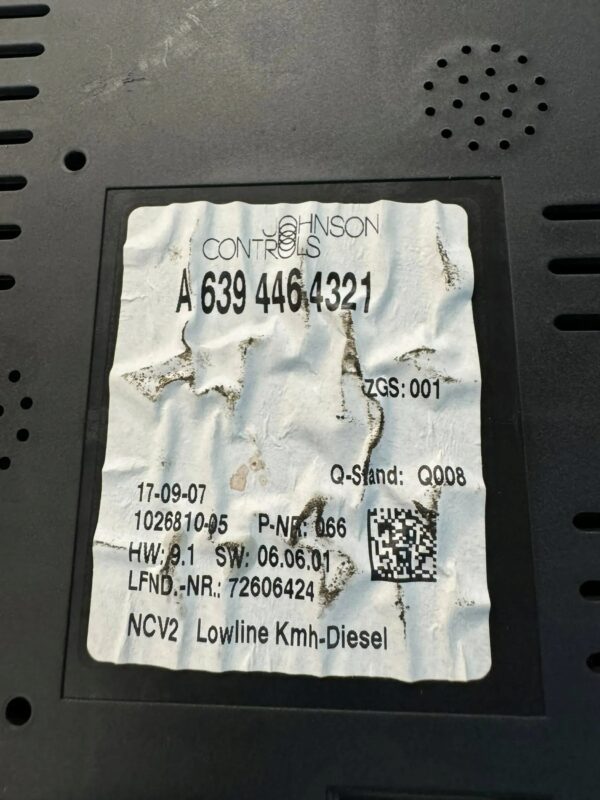 JOHNSON
CONTROLS
A 639 446 4321
ZGS: 001
Q-Stand: Q008
17-09-07
1026810-05 P-NR: 066
HW: 9.1 SW: 06.06.01
LFND.-NR.: 72606424
NCV2 Lowline Kmh-Diesel